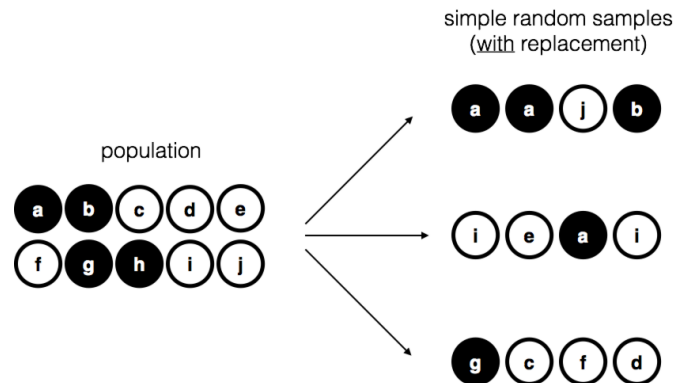 simple random samples
(with replacement)
a a j b
population
a b c d e
f g h i j
i e a i
g c f d